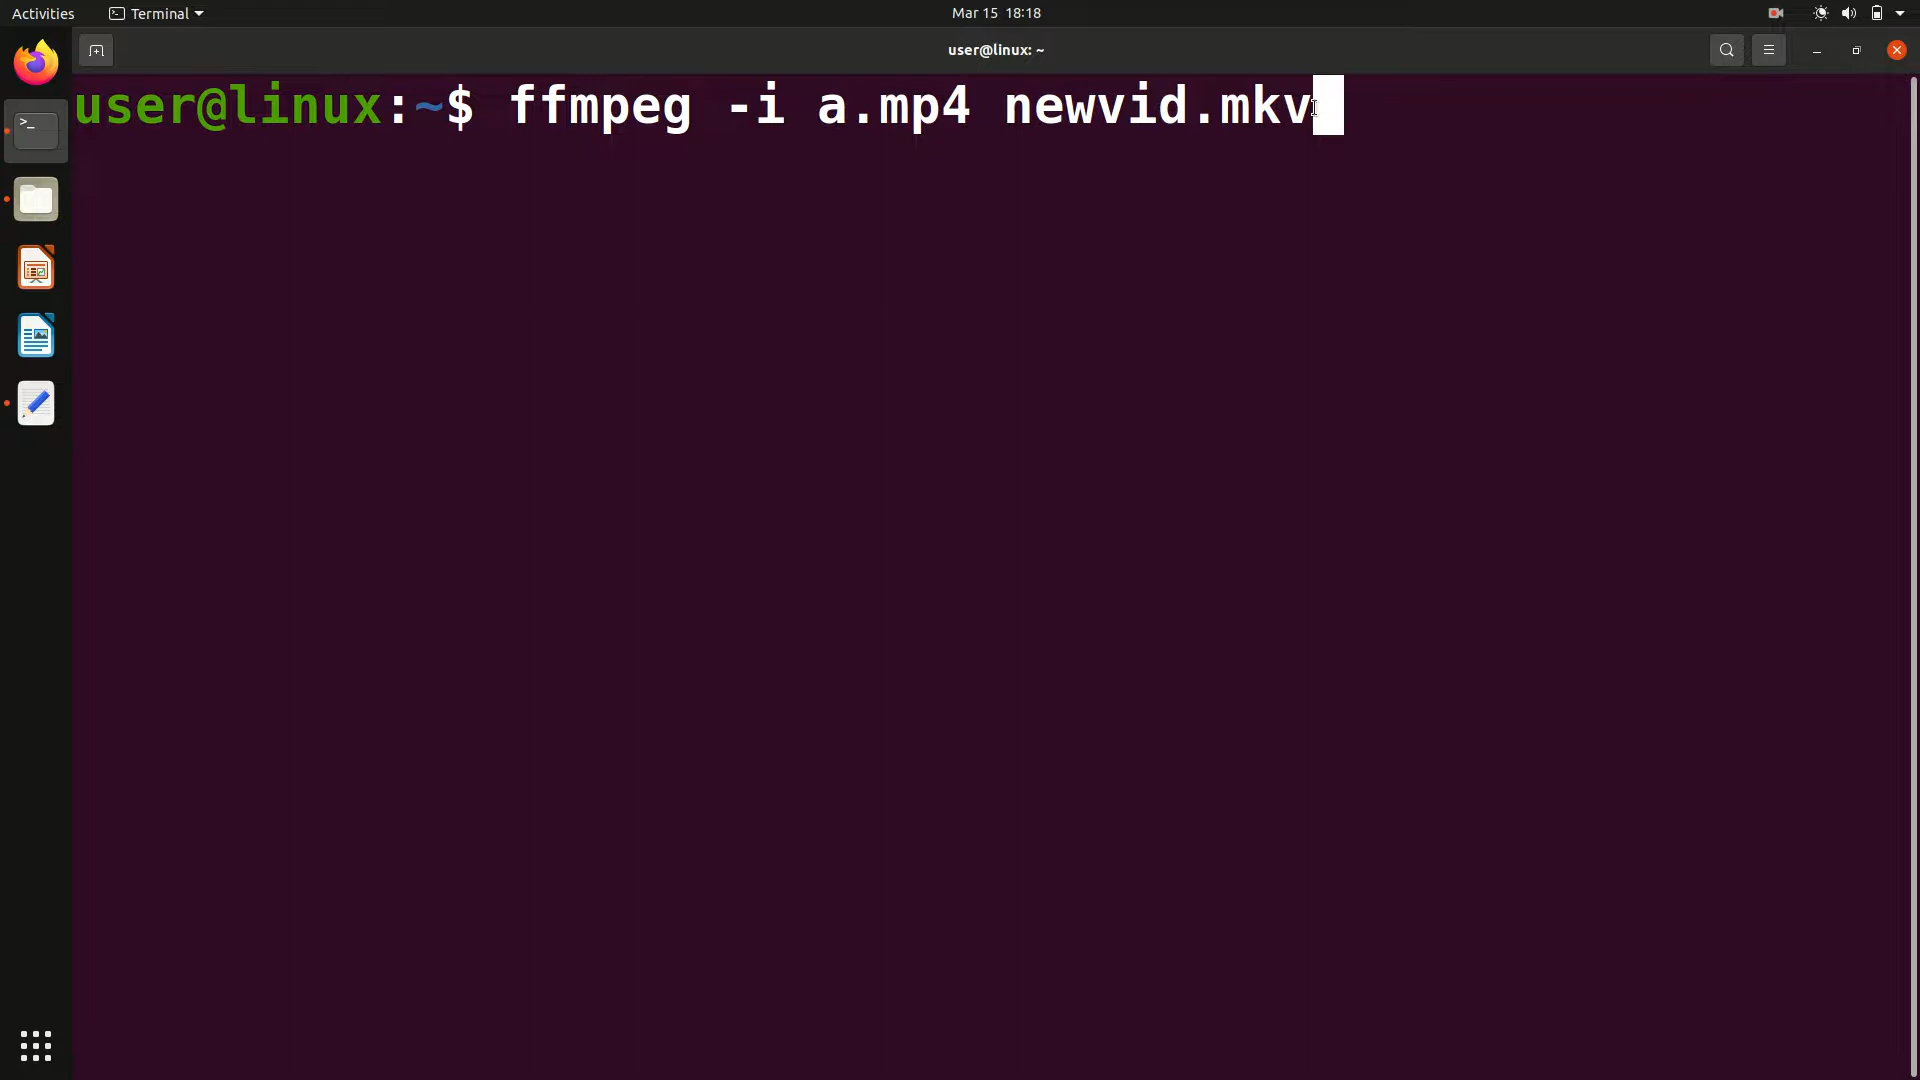 Activities
Terminal
Mar 15 18:18
user@linux: ~
user@linux:~$ ffmpeg -i a.mp4 newvid.mkv
>_